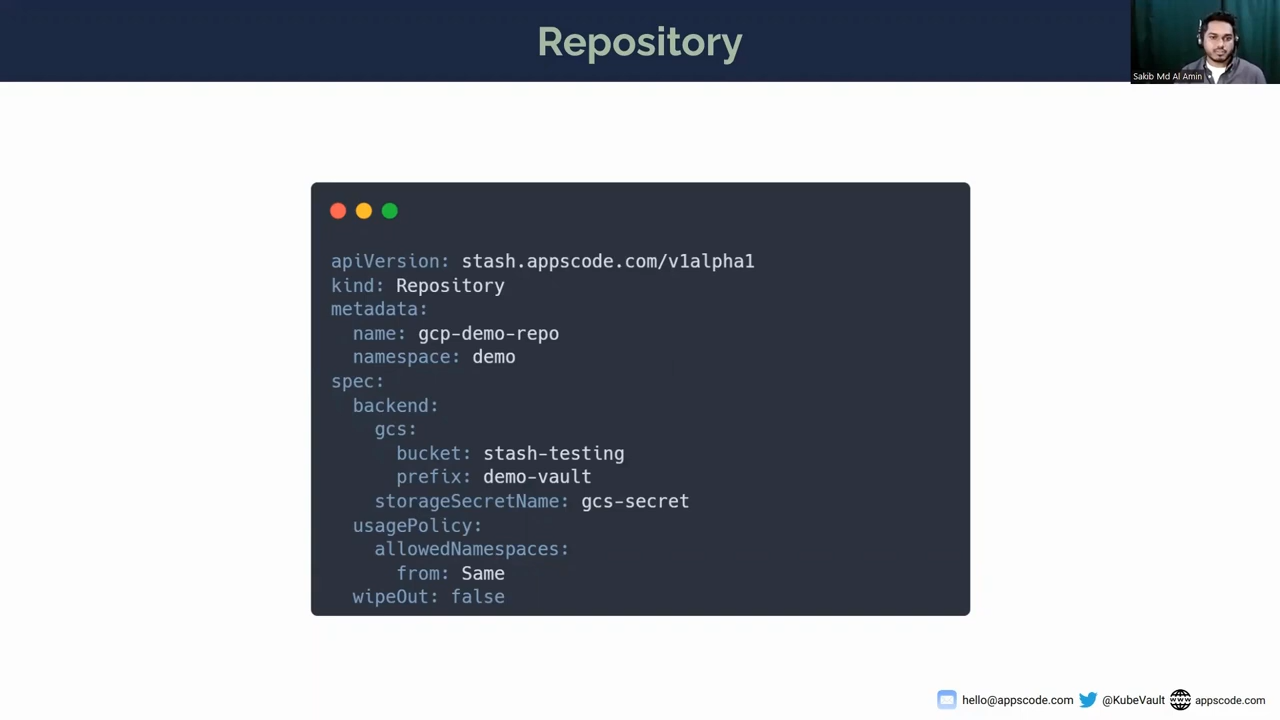 Repository
Sakib Md Al Amin
apiVersion: stash.appscode.com/v1alpha1
kind: Repository
metadata:
  name: gcp-demo-repo
  namespace: demo
spec:
  backend:
    gcs:
      bucket: stash-testing
      prefix: demo-vault
    storageSecretName: gcs-secret
  usagePolicy:
    allowedNamespaces:
      from: Same
  wipeOut: false
hello@appscode.com @KubeVault appscode.com